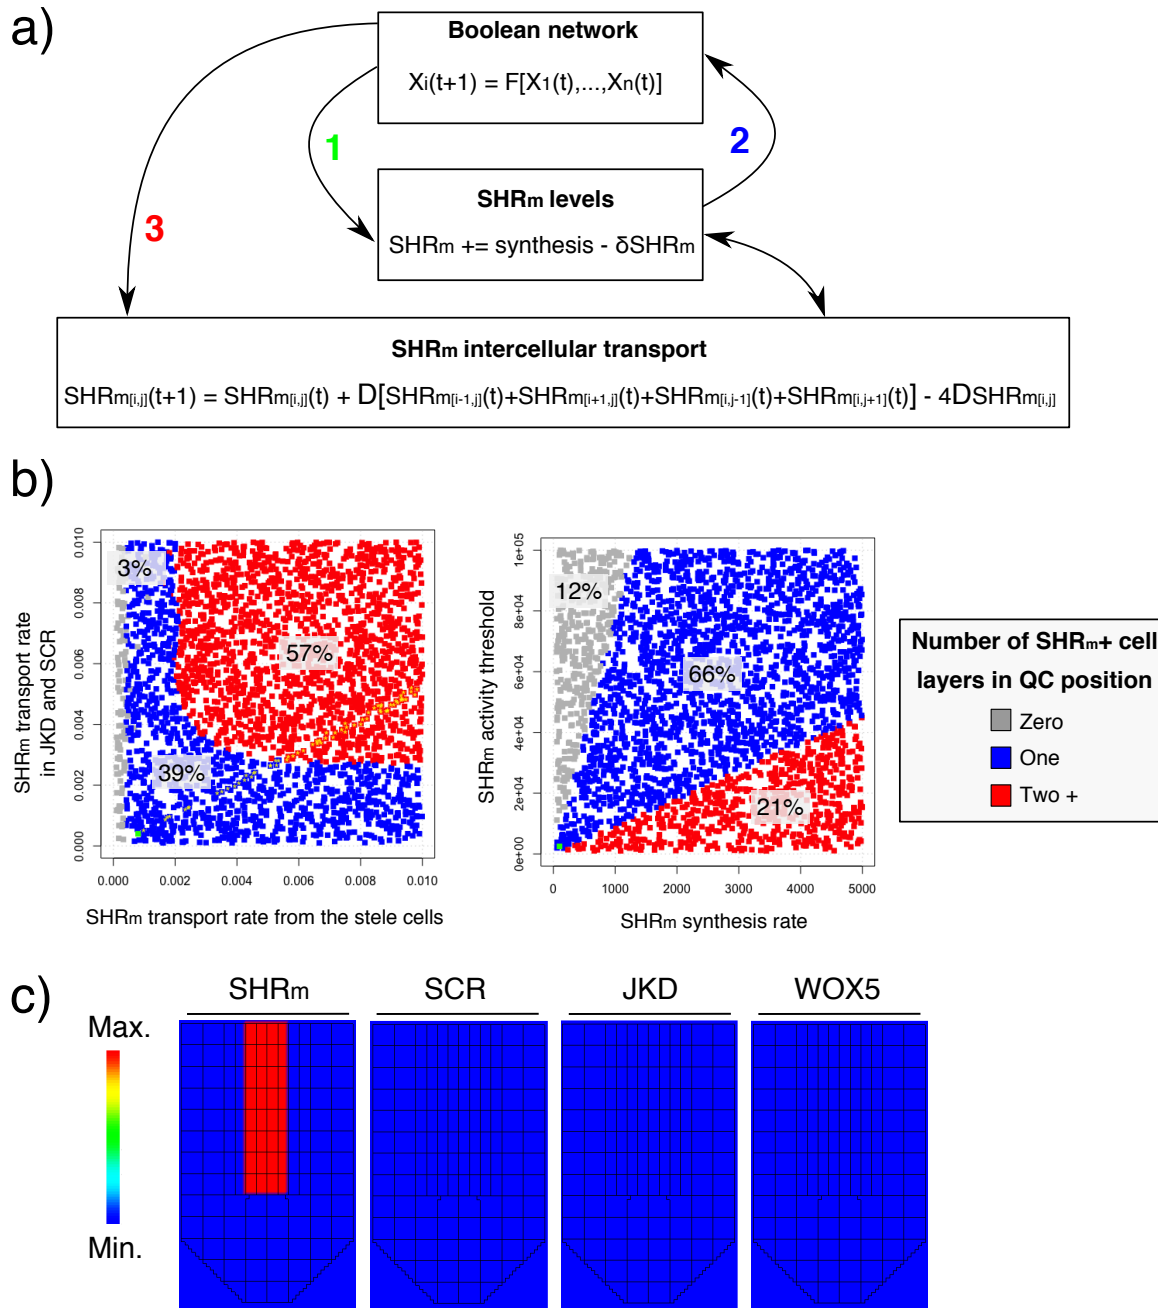 a)
Boolean network
Xi(t+1) = F[X1(t),...,Xn(t)]
1
2
3
SHRm levels
SHRm += synthesis - δSHRm
SHRm intercellular transport
SHRm[i,j](t+1) = SHRm[i,j](t) + D[SHRm[i-1,j](t)+SHRm[i+1,j](t)+SHRm[i,j-1](t)+SHRm[i,j+1](t)] - 4DSHRm[i,j]
b)
SHRm transport rate
in JKD and SCR
0.010
0.008
0.006
0.004
0.002
0.000
3%
57%
39%
0.000 0.002 0.004 0.006 0.008 0.010
SHRm transport rate from the stele cells
SHRm activity threshold
1e+05
8e+04
6e+04
4e+04
2e+04
0e+00
12%
66%
21%
0 1000 2000 3000 4000 5000
SHRm synthesis rate
Number of SHRm+ cell
layers in QC position
Zero
One
Two +
c)
SHRm SCR JKD WOX5
Max.
Min.